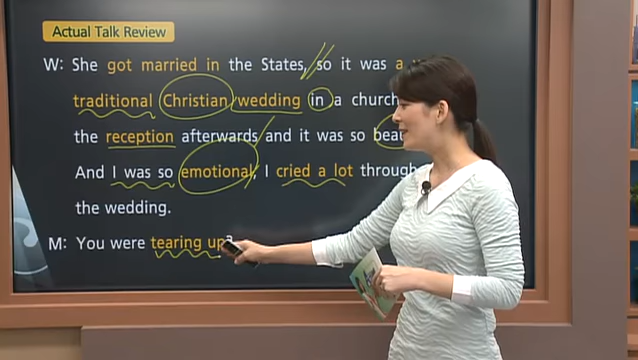 Actual Talk Review
W: She got married in the States, so it was a
traditional Christian wedding in a church
the reception afterwards and it was so
And I was so emotional, I cried a lot through
the wedding.
M: You were tearing up?